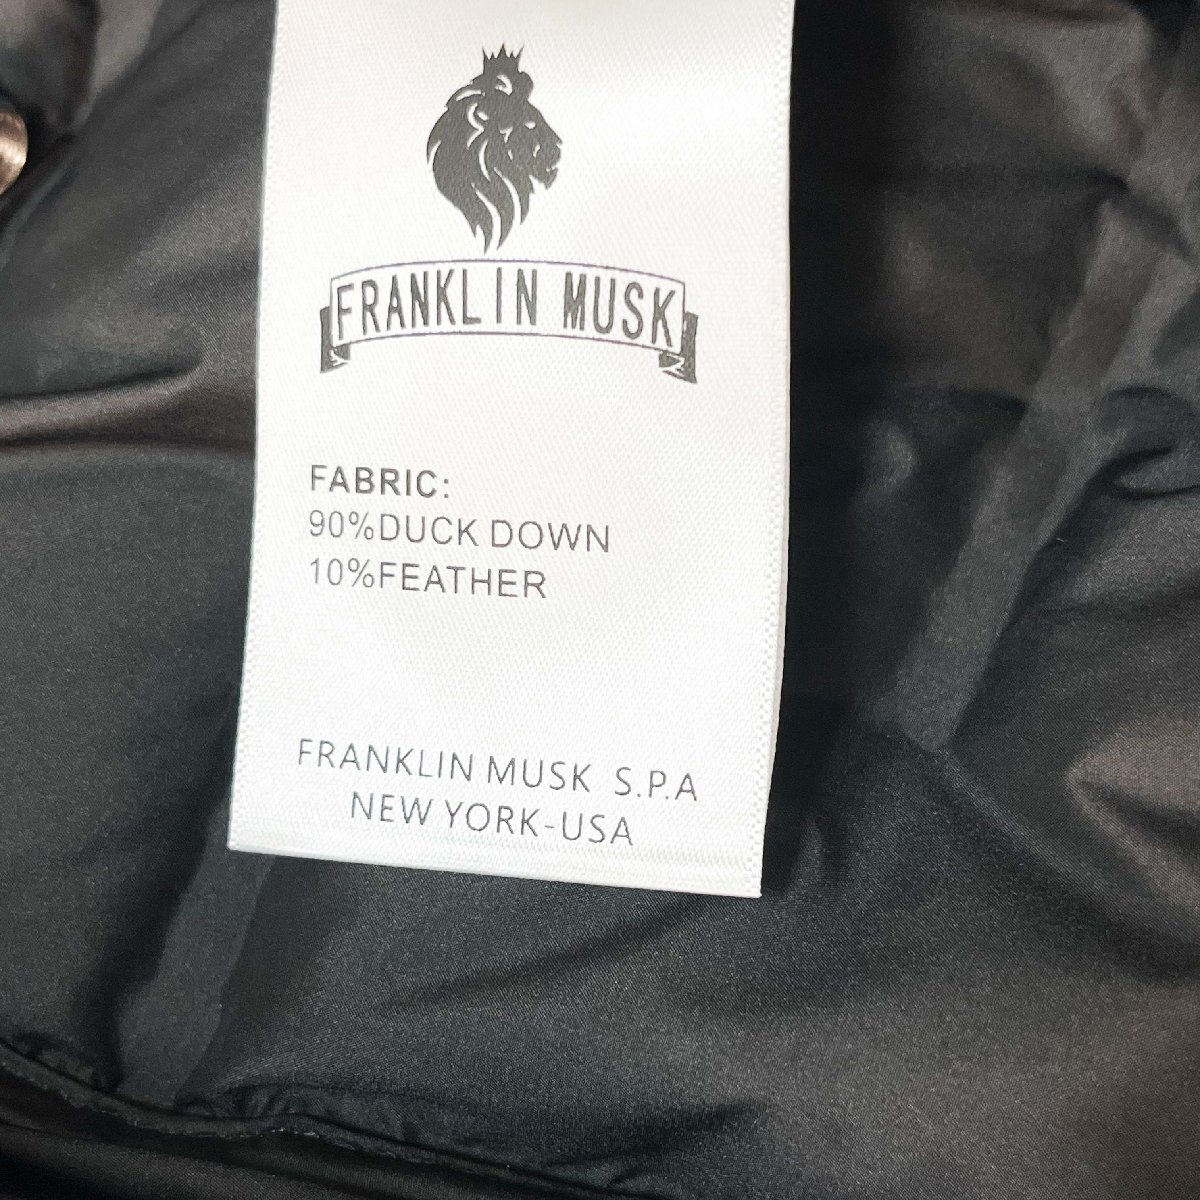 FRANKLIN MUSK
FABRIC:
90%DUCK DOWN
10%FEATHER
FRANKLIN MUSK S.P.A
NEW YORK-USA